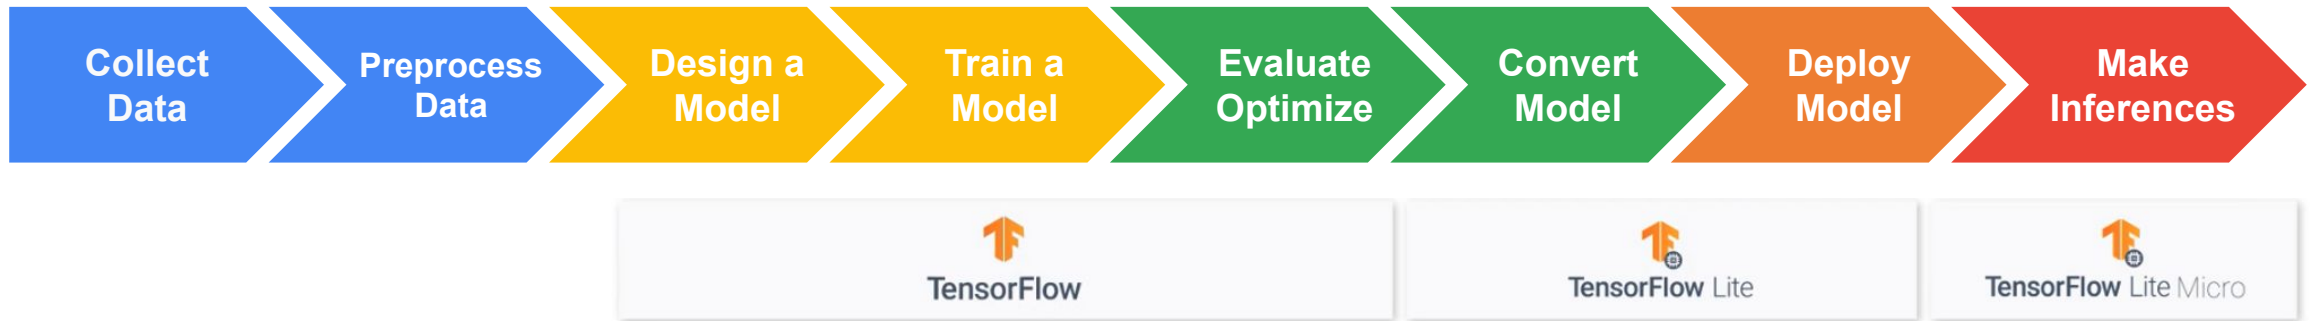 Collect
Data
Preprocess
Data
Design a
Model
Train a
Model
Evaluate
Optimize
Convert
Model
Deploy
Model
Make
Inferences
TensorFlow
TensorFlow Lite
TensorFlow Lite Micro